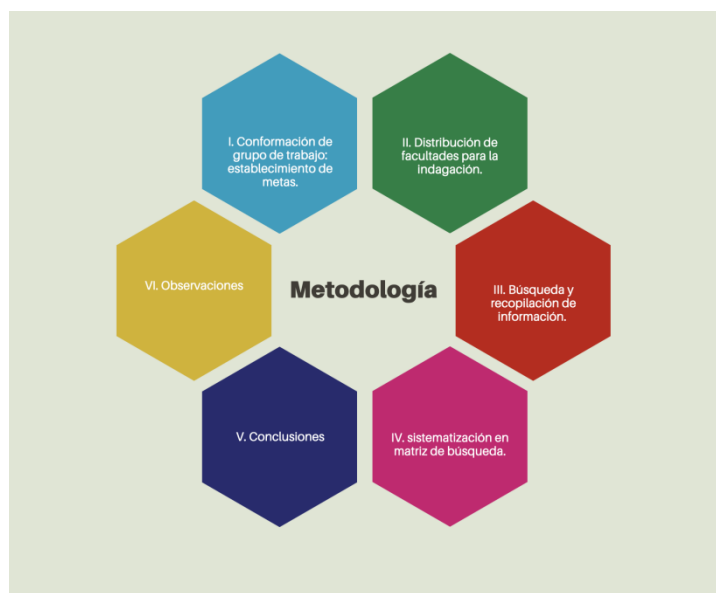 I. Conformación de
grupo de trabajo:
establecimiento de
metas.
II. Distribución de
facultades para la
indagación.
VI. Observaciones
Metodología
III. Búsqueda y
recopilación de
información.
V. Conclusiones
IV. sistematización en
matriz de búsqueda.